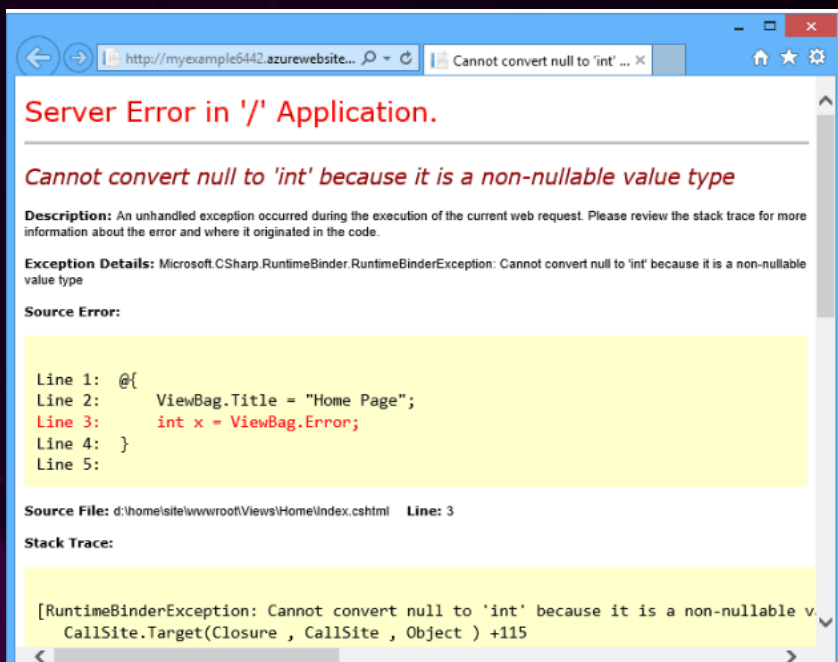 http://myexample6442.azurewebsite...
Cannot convert null to 'int' ...
Server Error in '/' Application.
Cannot convert null to 'int' because it is a non-nullable value type
Description: An unhandled exception occurred during the execution of the current web request. Please review the stack trace for more
information about the error and where it originated in the code.
Exception Details: Microsoft.CSharp.RuntimeBinder.RuntimeBinderException: Cannot convert null to 'int' because it is a non-nullable
value type
Source Error:
Line 1:  @{
Line 2:      ViewBag.Title = "Home Page";
Line 3:      int x = ViewBag.Error;
Line 4:  }
Line 5:
Source File: d:\home\site\wwwroot\Views\Home\Index.cshtml    Line: 3
Stack Trace:
[RuntimeBinderException: Cannot convert null to 'int' because it is a non-nullable v
CallSite.Target(Closure , CallSite , Object ) +115